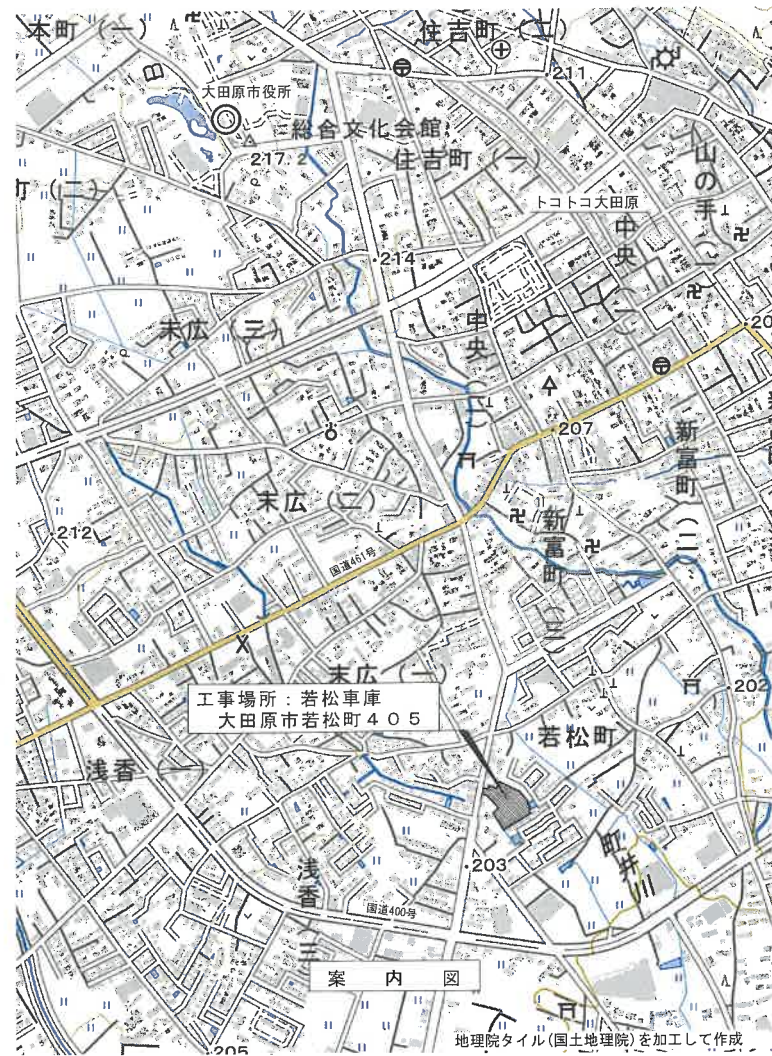 本町（一）
住吉町（二）
211
大田原市役所
総合文化会館
217.2
住吉町（一）
山の手（二）
町（二）
トコトコ大田原
中央（一）
214
末広（三）
中央（二）
207
新富町（二）
212
末広（二）
新富町（三）
国道461号
末広（一）
202
工事場所：若松車庫
大田原市若松町４０５
若松町
浅香（一）
町井川
203
浅香（三）
国道400号
案内図
205
地理院タイル(国土地理院)を加工して作成